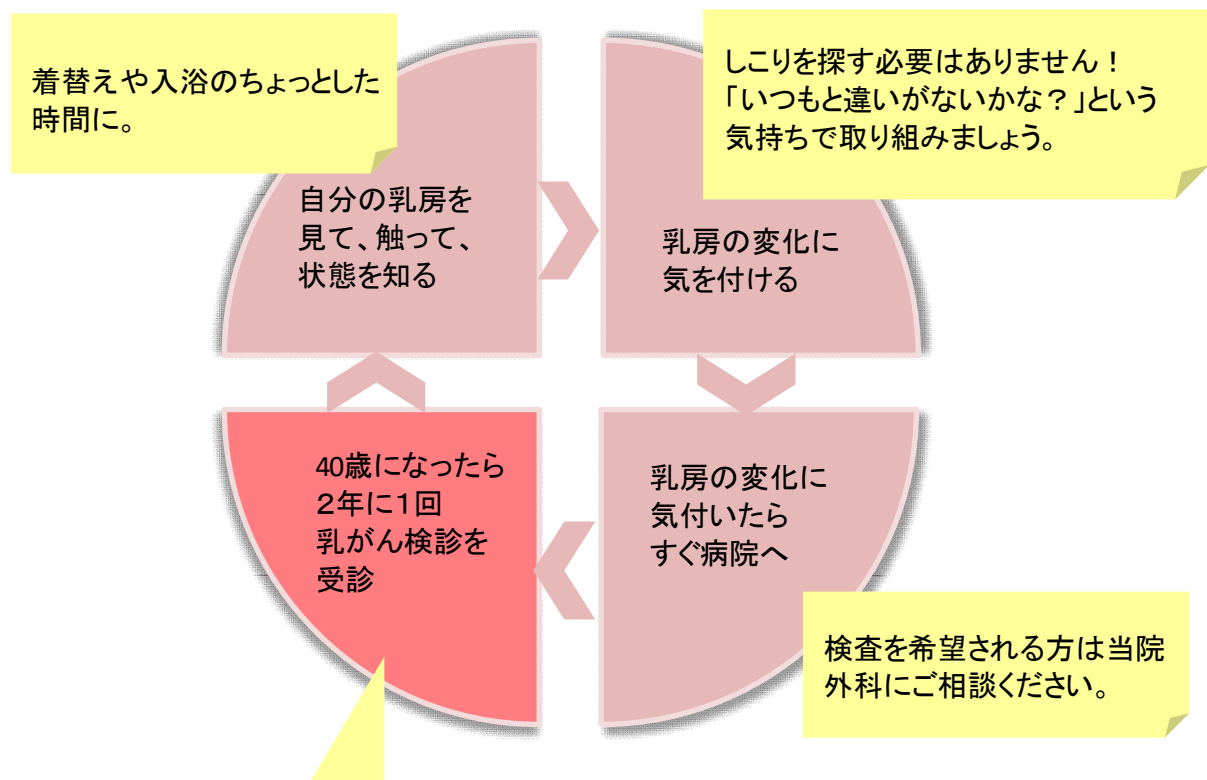 着替えや入浴のちょっとした
時間に。
しこりを探す必要はありません！
「いつもと違いがないかな？」という
気持ちで取り組みましょう。
自分の乳房を
見て、触って、
状態を知る
乳房の変化に
気を付ける
40歳になったら
２年に１回
乳がん検診を
受診
乳房の変化に
気付いたら
すぐ病院へ
検査を希望される方は当院
外科にご相談ください。